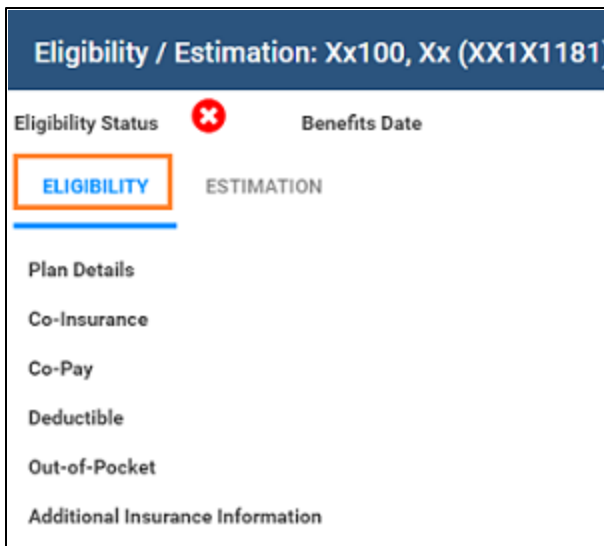 Eligibility / Estimation: Xx100, Xx (XX1X1181)
Eligibility Status Benefits Date
ELIGIBILITY ESTIMATION
Plan Details
Co-Insurance
Co-Pay
Deductible
Out-of-Pocket
Additional Insurance Information